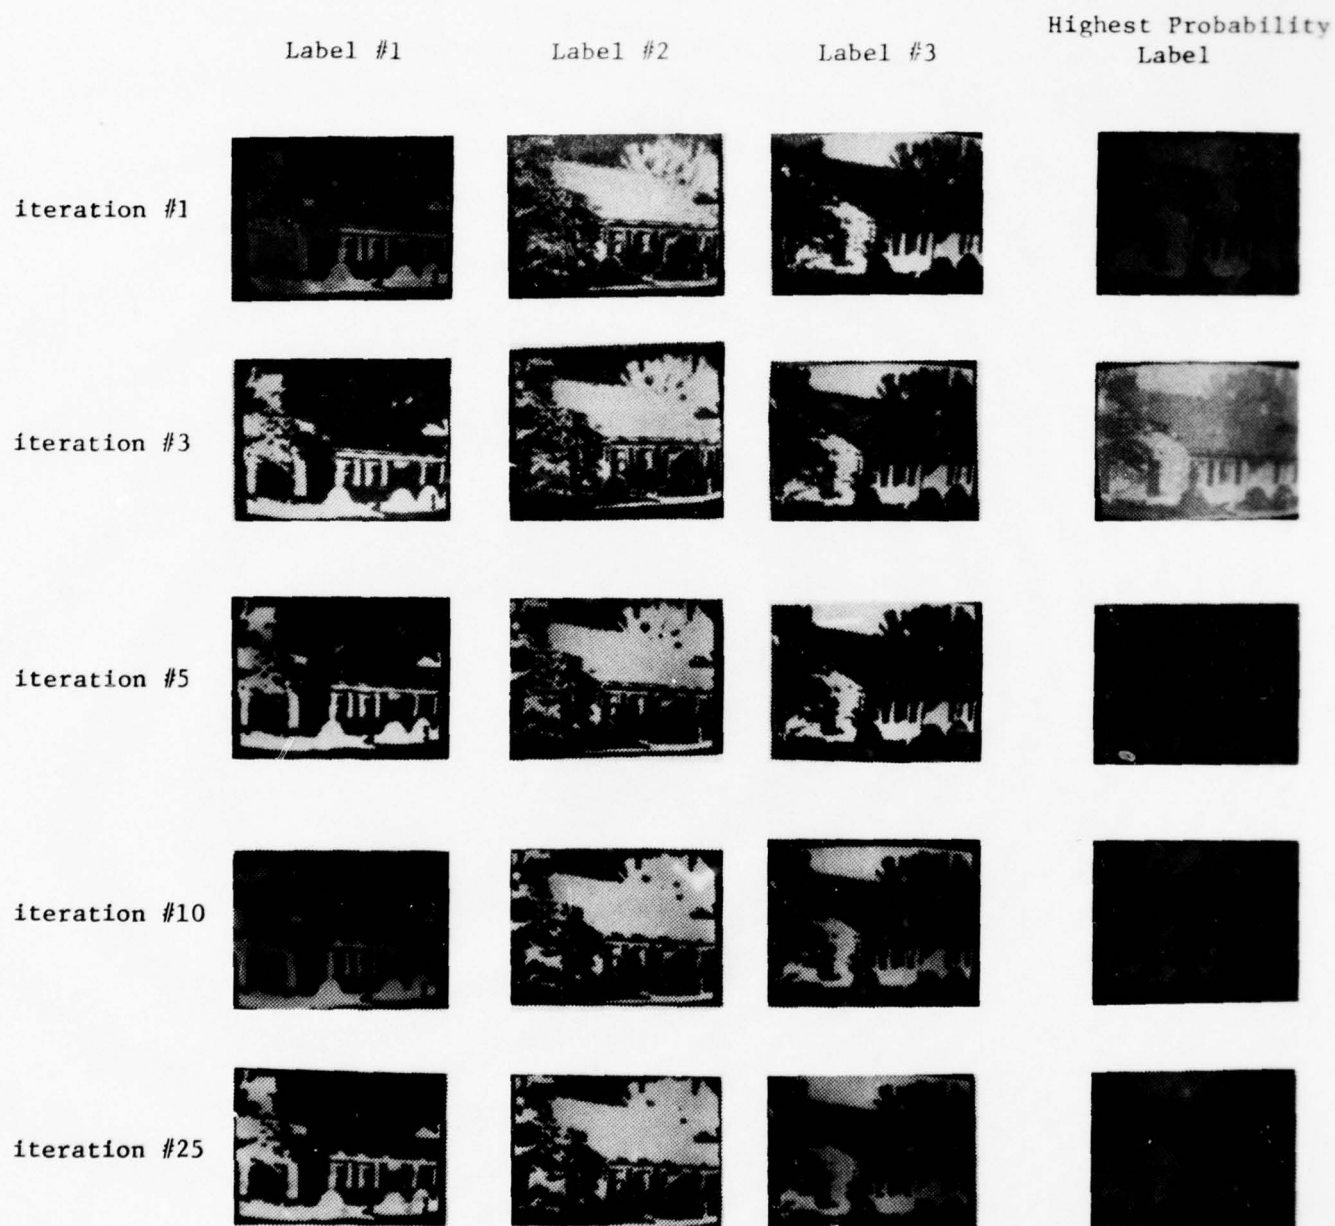 Highest Probability
Label #1 Label #2 Label #3 Label
iteration #1
iteration #3
iteration #5
iteration #10
iteration #25